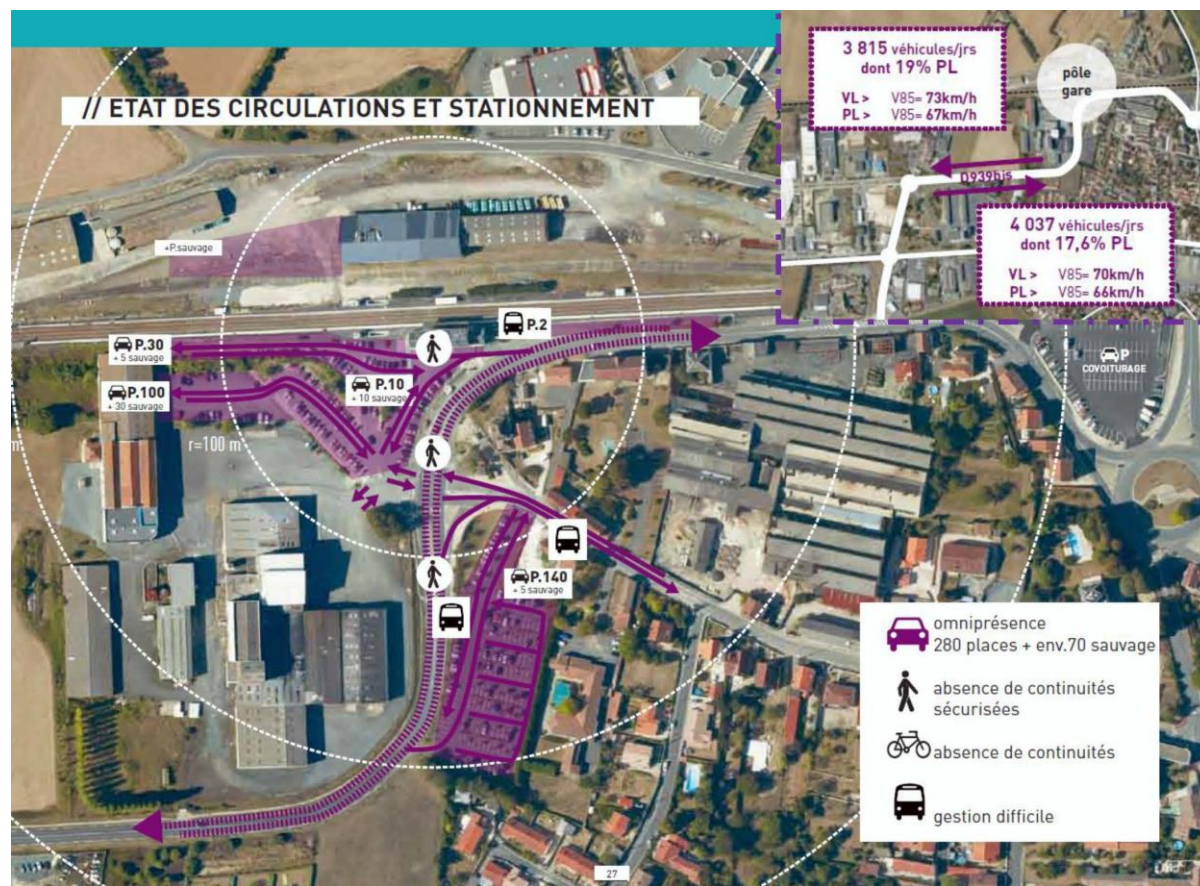 // ETAT DES CIRCULATIONS ET STATIONNEMENT
3 815 véhicules/jrs
dont 19% PL
VL > V85= 73km/h
PL > V85= 67km/h
pôle
gare
D939bis
4 037 véhicules/jrs
dont 17,6% PL
VL > V85= 70km/h
PL > V85= 66km/h
+P.sauvage
P.2
P.30
+ 5 sauvage
P.10
+ 10 sauvage
P.100
+ 30 sauvage
P
COVOITURAGE
m
r=100 m
P.140
+ 5 sauvage
omniprésence
280 places + env.70 sauvage
absence de continuités
sécurisées
absence de continuités
gestion difficile
27